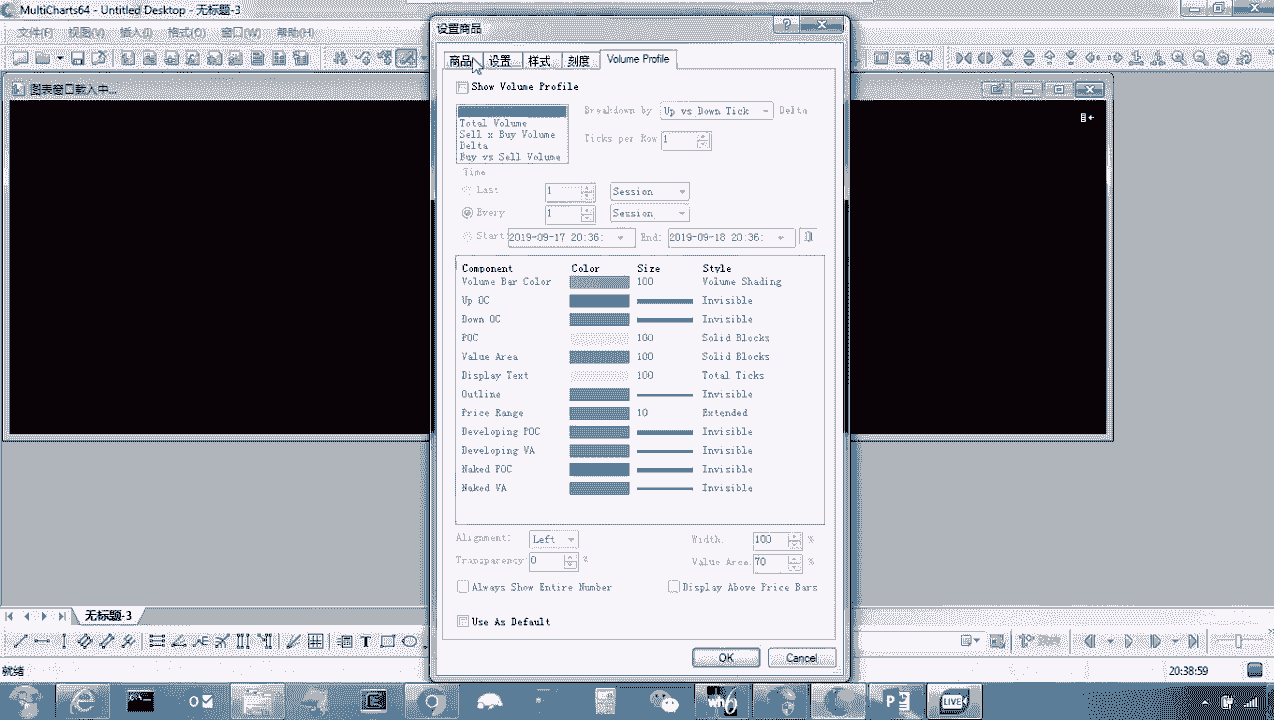 MultiCharts64 - Untitled Desktop - 无标题-3
文件(F) 视图(V) 插入(I) 格式(O) 窗口(W) 帮助(H)
图表窗口载入中...
设置商品
商品 设置 样式 刻度 Volume Profile
Show Volume Profile
Total Volume
Sell x Buy Volume
Delta
Buy vs Sell Volume
Breakdown by Up vs Down Tick Delta
Ticks per Row 1
Time
Last 1 Session
Every 1 Session
Start 2019-09-17 20:36: End: 2019-09-18 20:36:
Component Color Size Style
Volume Bar Color 100 Volume Shading
Up OC Invisible
Down OC Invisible
POC 100 Solid Blocks
Value Area 100 Solid Blocks
Display Text 100 Total Ticks
Outline Invisible
Price Range 10 Extended
Developing POC Invisible
Developing VA Invisible
Naked POC Invisible
Naked VA Invisible
Alignment: Left Width: 100 %
Transparency 0 % Value Area 70 %
Always Show Entire Number Display Above Price Bars
Use As Default
OK Cancel
无标题-3
就绪
20:38:59
LIVE